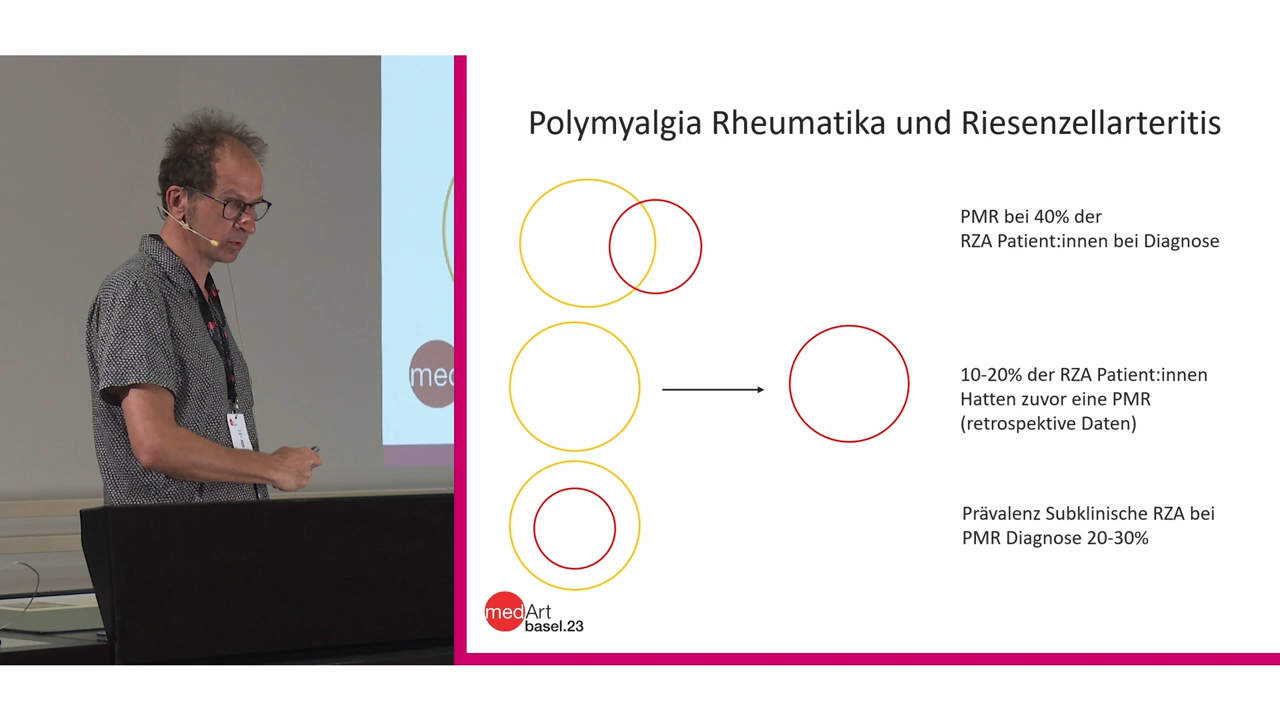 Polymyalgia Rheumatika und Riesenzellarteritis
PMR bei 40% der
RZA Patient:innen bei Diagnose
10-20% der RZA Patient:innen
Hatten zuvor eine PMR
(retrospektive Daten)
Prävalenz Subklinische RZA bei
PMR Diagnose 20-30%
medArt
basel.23
med